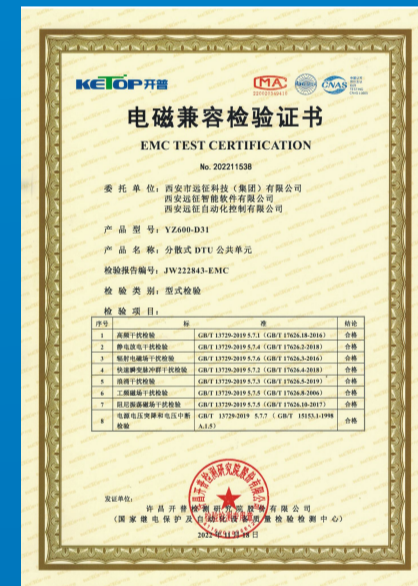 KETOP开普
CMA
CNAS
电磁兼容检验证书
EMC TEST CERTIFICATION
No. 202211538
委托单位：西安市远征科技（集团）有限公司
西安远征智能软件有限公司
西安远征自动化控制有限公司
产品型号：YZ600-D31
产品名称：分散式 DTU 公共单元
检验报告编号：JW222843-EMC
检验类别：型式检验
检验项目：
序号 标 准 结论
1 高频干扰检验 GB/T 13729-2019 5.7.1（GB/T 17626.18-2016） 合格
2 静电放电干扰检验 GB/T 13729-2019 5.7.4（GB/T 17626.2-2018） 合格
3 辐射电磁场干扰检验 GB/T 13729-2019 5.7.6（GB/T 17626.3-2016） 合格
4 快速瞬变脉冲群干扰检验 GB/T 13729-2019 5.7.2（GB/T 17626.4-2018） 合格
5 浪涌干扰检验 GB/T 13729-2019 5.7.3（GB/T 17626.5-2019） 合格
6 工频磁场干扰检验 GB/T 13729-2019 5.7.5（GB/T 17626.8-2006） 合格
7 阻尼振荡磁场干扰检验 GB/T 13729-2019 5.7.5（GB/T 17626.10-2017） 合格
8 电源电压突降和电压中断检验 GB/T 13729-2019 5.7.7（GB/T 15153.1-1998 A.1.5） 合格
发证单位：
许昌开普检测研究院股份有限公司
（国家继电保护及自动化设备质量检验检测中心）
2022年11月18日